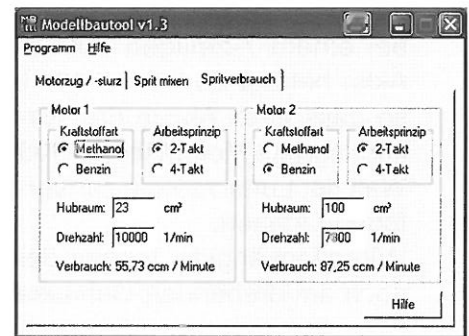 Modellbautool v1.3
Programm Hilfe
Motorzug / -sturz Sprit mixen Spritverbrauch
Motor 1
Kraftstoffart Arbeitsprinzip
Methanol 2-Takt
Benzin 4-Takt
Hubraum: 23 cm³
Drehzahl: 10000 1/min
Verbrauch: 55,73 ccm / Minute
Motor 2
Kraftstoffart Arbeitsprinzip
Methanol 2-Takt
Benzin 4-Takt
Hubraum: 100 cm³
Drehzahl: 7800 1/min
Verbrauch: 87,25 ccm / Minute
Hilfe